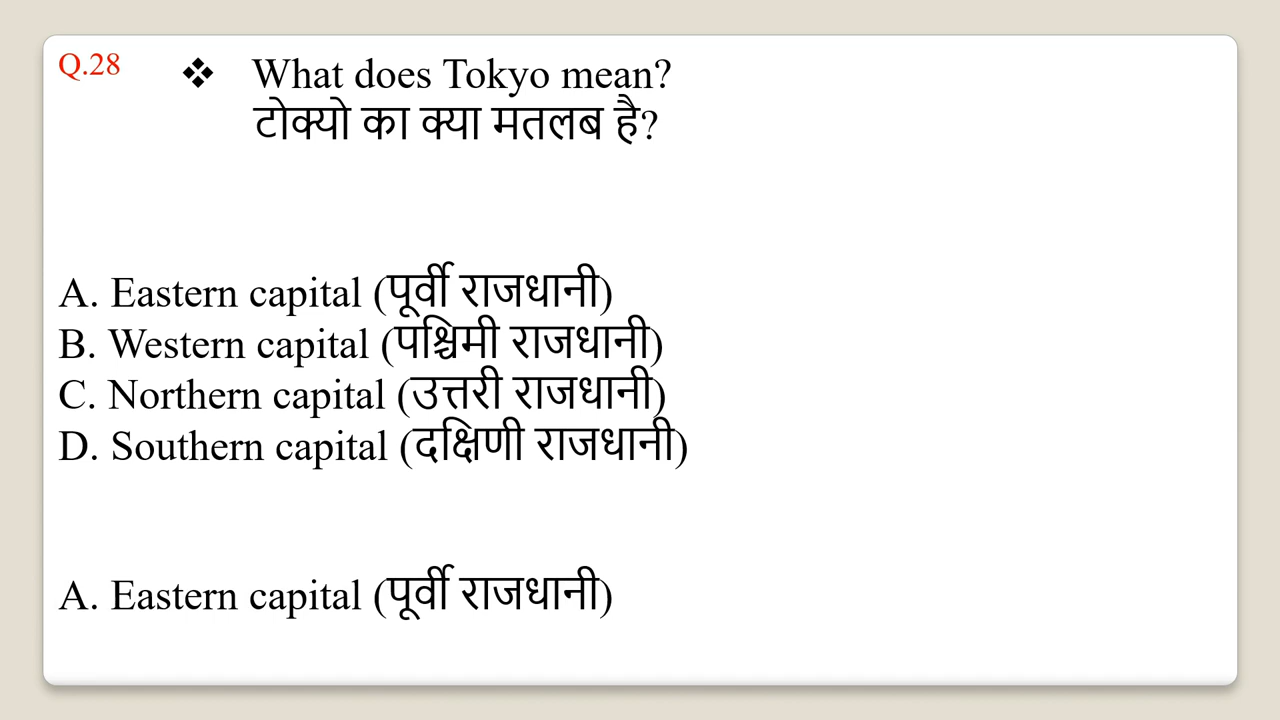 Q.28 ❖ What does Tokyo mean?
टोक्यो का क्या मतलब है?
A. Eastern capital (पूर्वी राजधानी)
B. Western capital (पश्चिमी राजधानी)
C. Northern capital (उत्तरी राजधानी)
D. Southern capital (दक्षिणी राजधानी)
A. Eastern capital (पूर्वी राजधानी)